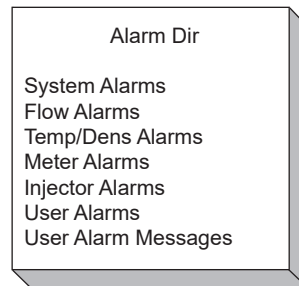 Alarm Dir
System Alarms
Flow Alarms
Temp/Dens Alarms
Meter Alarms
Injector Alarms
User Alarms
User Alarm Messages